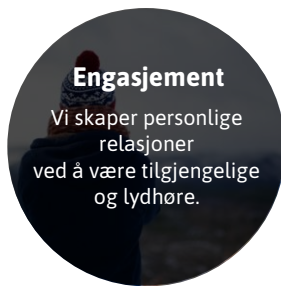 Engasjement
Vi skaper personlige
relasjoner
ved å være tilgjengelige
og lydhøre.